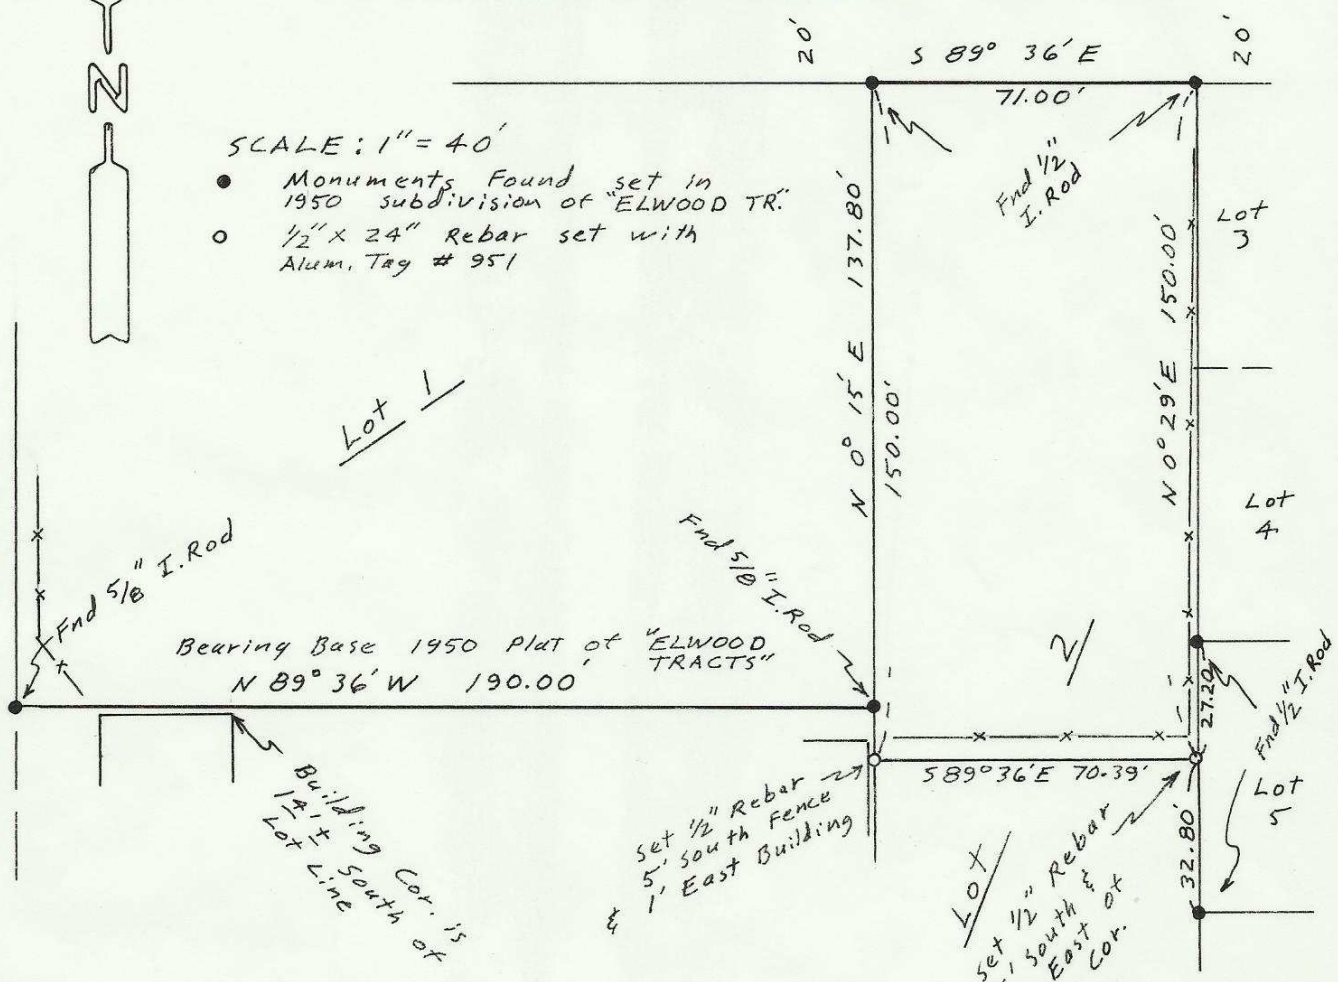 N
20'
S 89° 36' E
20'
71.00'
SCALE: 1" = 40'
Monuments Found set in
1950 subdivision of "ELWOOD TR."
1/2" X 24" Rebar set with
Alum. Tag # 951
Fnd 1/2"
I. Rod
Lot
3
N 0° 15' E 137.80'
150.00'
N 0° 29' E 150.00'
Lot 1
Lot
4
Fnd 5/8" I. Rod
Fnd 5/8" I. Rod
Bearing Base 1950 Plat of "ELWOOD
TRACTS"
N 89° 36' W 190.00'
2
27.20'
Fnd 1/2" I. Rod
S 89° 36' E 70.39'
Lot
5
Building Cor. is
14' ± South of
Lot Line
Set 1/2" Rebar
5' South Fence
& 1' East Building
LOT
Set 1/2" Rebar
South &
East of
Cor.
32.80'